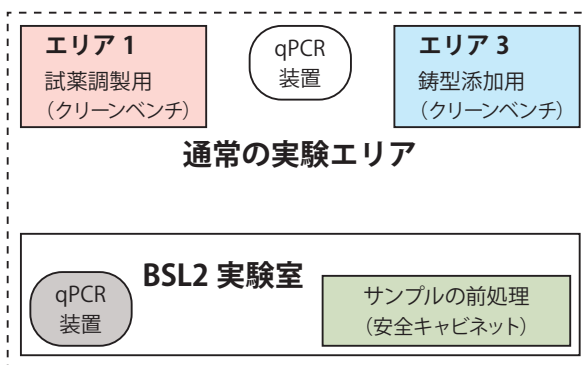 エリア 1
試薬調製用
（クリーンベンチ）
qPCR
装置
エリア 3
鋳型添加用
（クリーンベンチ）
通常の実験エリア
BSL2 実験室
qPCR
装置
サンプルの前処理
（安全キャビネット）